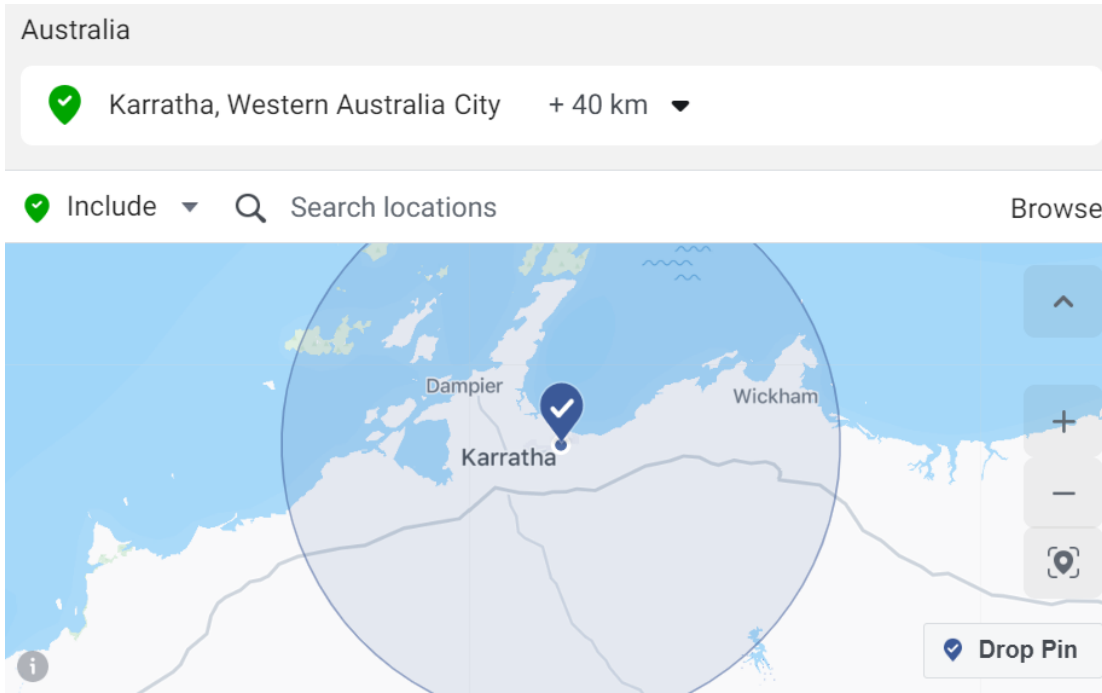 Australia
Karratha, Western Australia City + 40 km
Include Search locations Browse
Dampier
Wickham
Karratha
Drop Pin